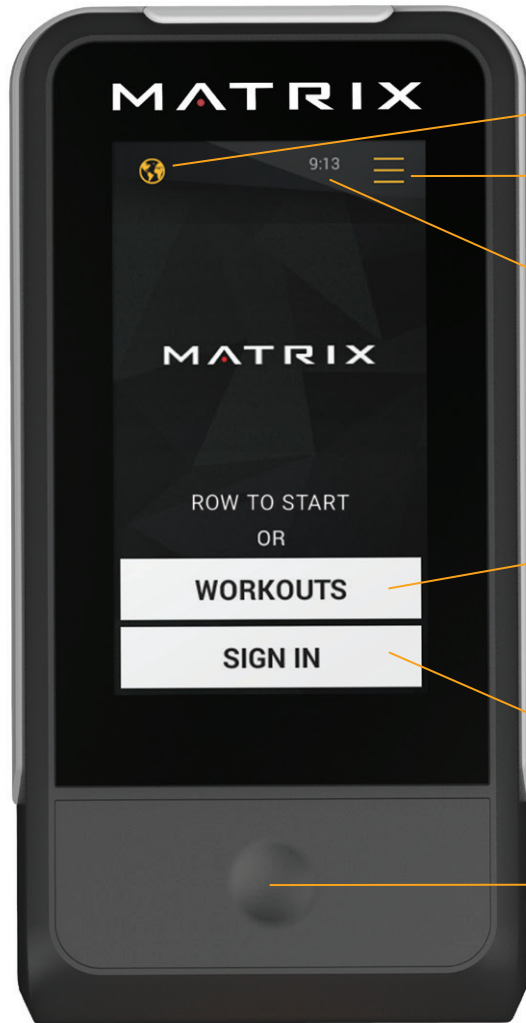 MATRIX
9:13
MATRIX
ROW TO START
OR
WORKOUTS
SIGN IN